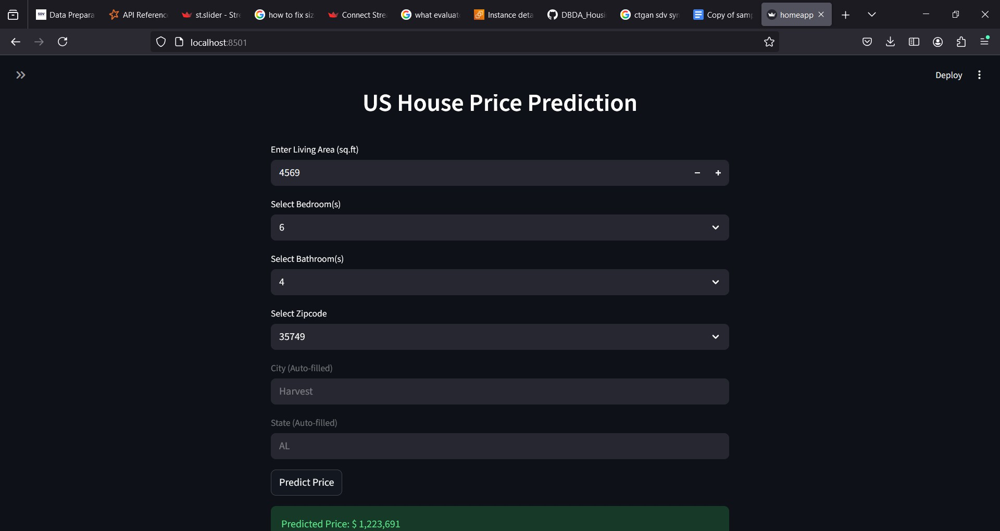 SDV
Data Prepara
API Referenc
st.slider - Stre
how to fix siz
Connect Stre
what evaluat
Instance deta
DBDA_Housi
ctgan sdv syn
Copy of samp
homeapp
localhost:8501
Deploy
US House Price Prediction
Enter Living Area (sq.ft)
4569
Select Bedroom(s)
6
Select Bathroom(s)
4
Select Zipcode
35749
City (Auto-filled)
Harvest
State (Auto-filled)
AL
Predict Price
Predicted Price: $ 1,223,691